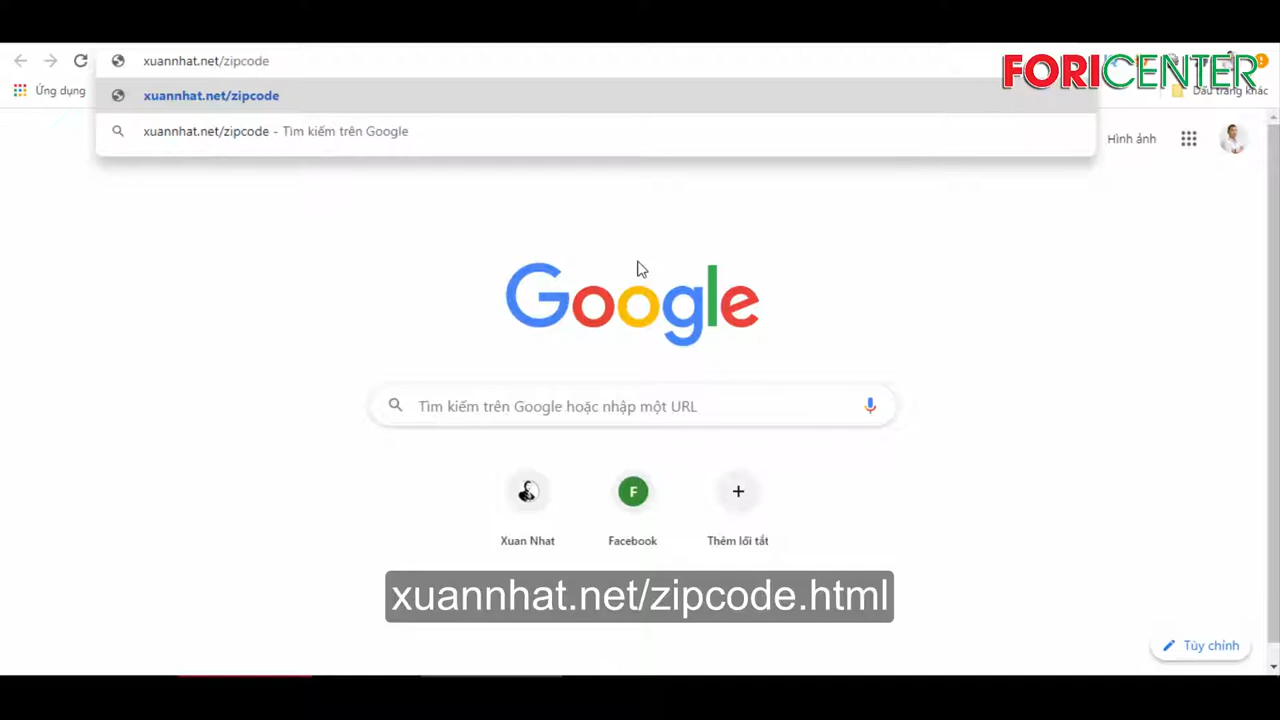 xuannhat.net/zipcode
FORICENTER
Ứng dụng
xuannhat.net/zipcode
Dấu trang khác
xuannhat.net/zipcode - Tìm kiếm trên Google
Hình ảnh
Google
Tìm kiếm trên Google hoặc nhập một URL
F
Xuan Nhat
Facebook
Thêm lối tắt
xuannhat.net/zipcode.html
Tùy chỉnh